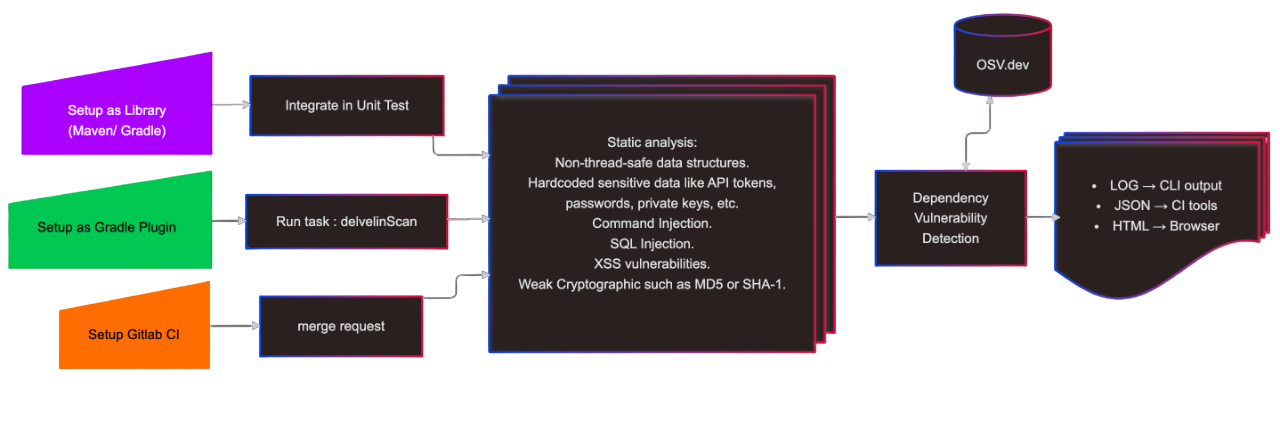 Setup as Library
(Maven/ Gradle)
Integrate in Unit Test
Setup as Gradle Plugin
Run task : delvelinScan
Setup Gitlab CI
merge request
Static analysis:
Non-thread-safe data structures.
Hardcoded sensitive data like API tokens,
passwords, private keys, etc.
Command Injection.
SQL Injection.
XSS vulnerabilities.
Weak Cryptographic such as MD5 or SHA-1.
Dependency
Vulnerability
Detection
OSV.dev
• LOG → CLI output
• JSON → CI tools
• HTML → Browser